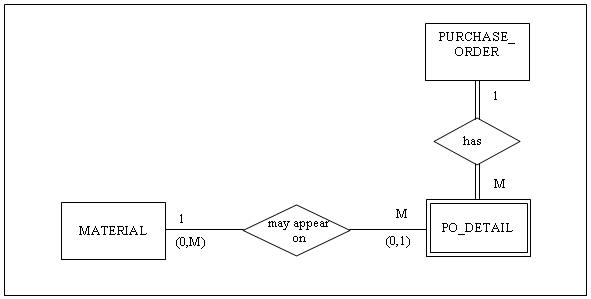 PURCHASE_
ORDER
1
has
M
MATERIAL
1
(0,M)
may appear
on
M
(0,1)
PO_DETAIL